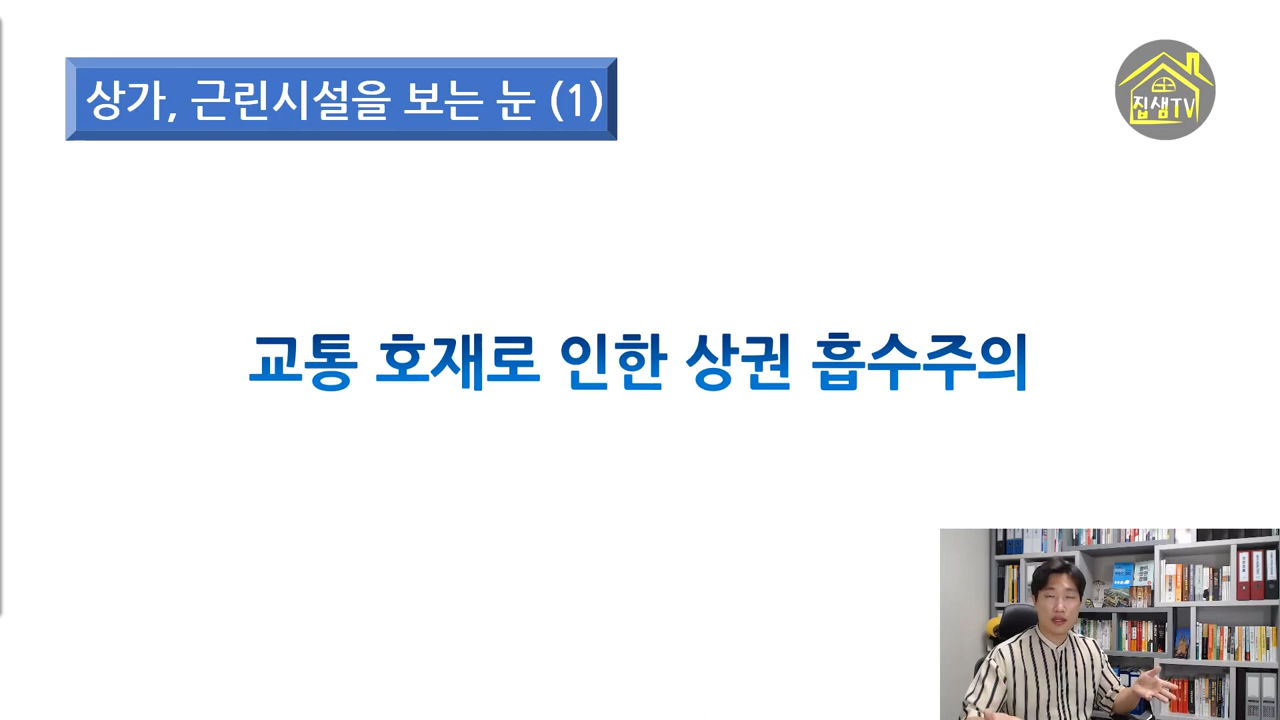 상가, 근린시설을 보는 눈 (1)
집샘TV
교통 호재로 인한 상권 흡수주의